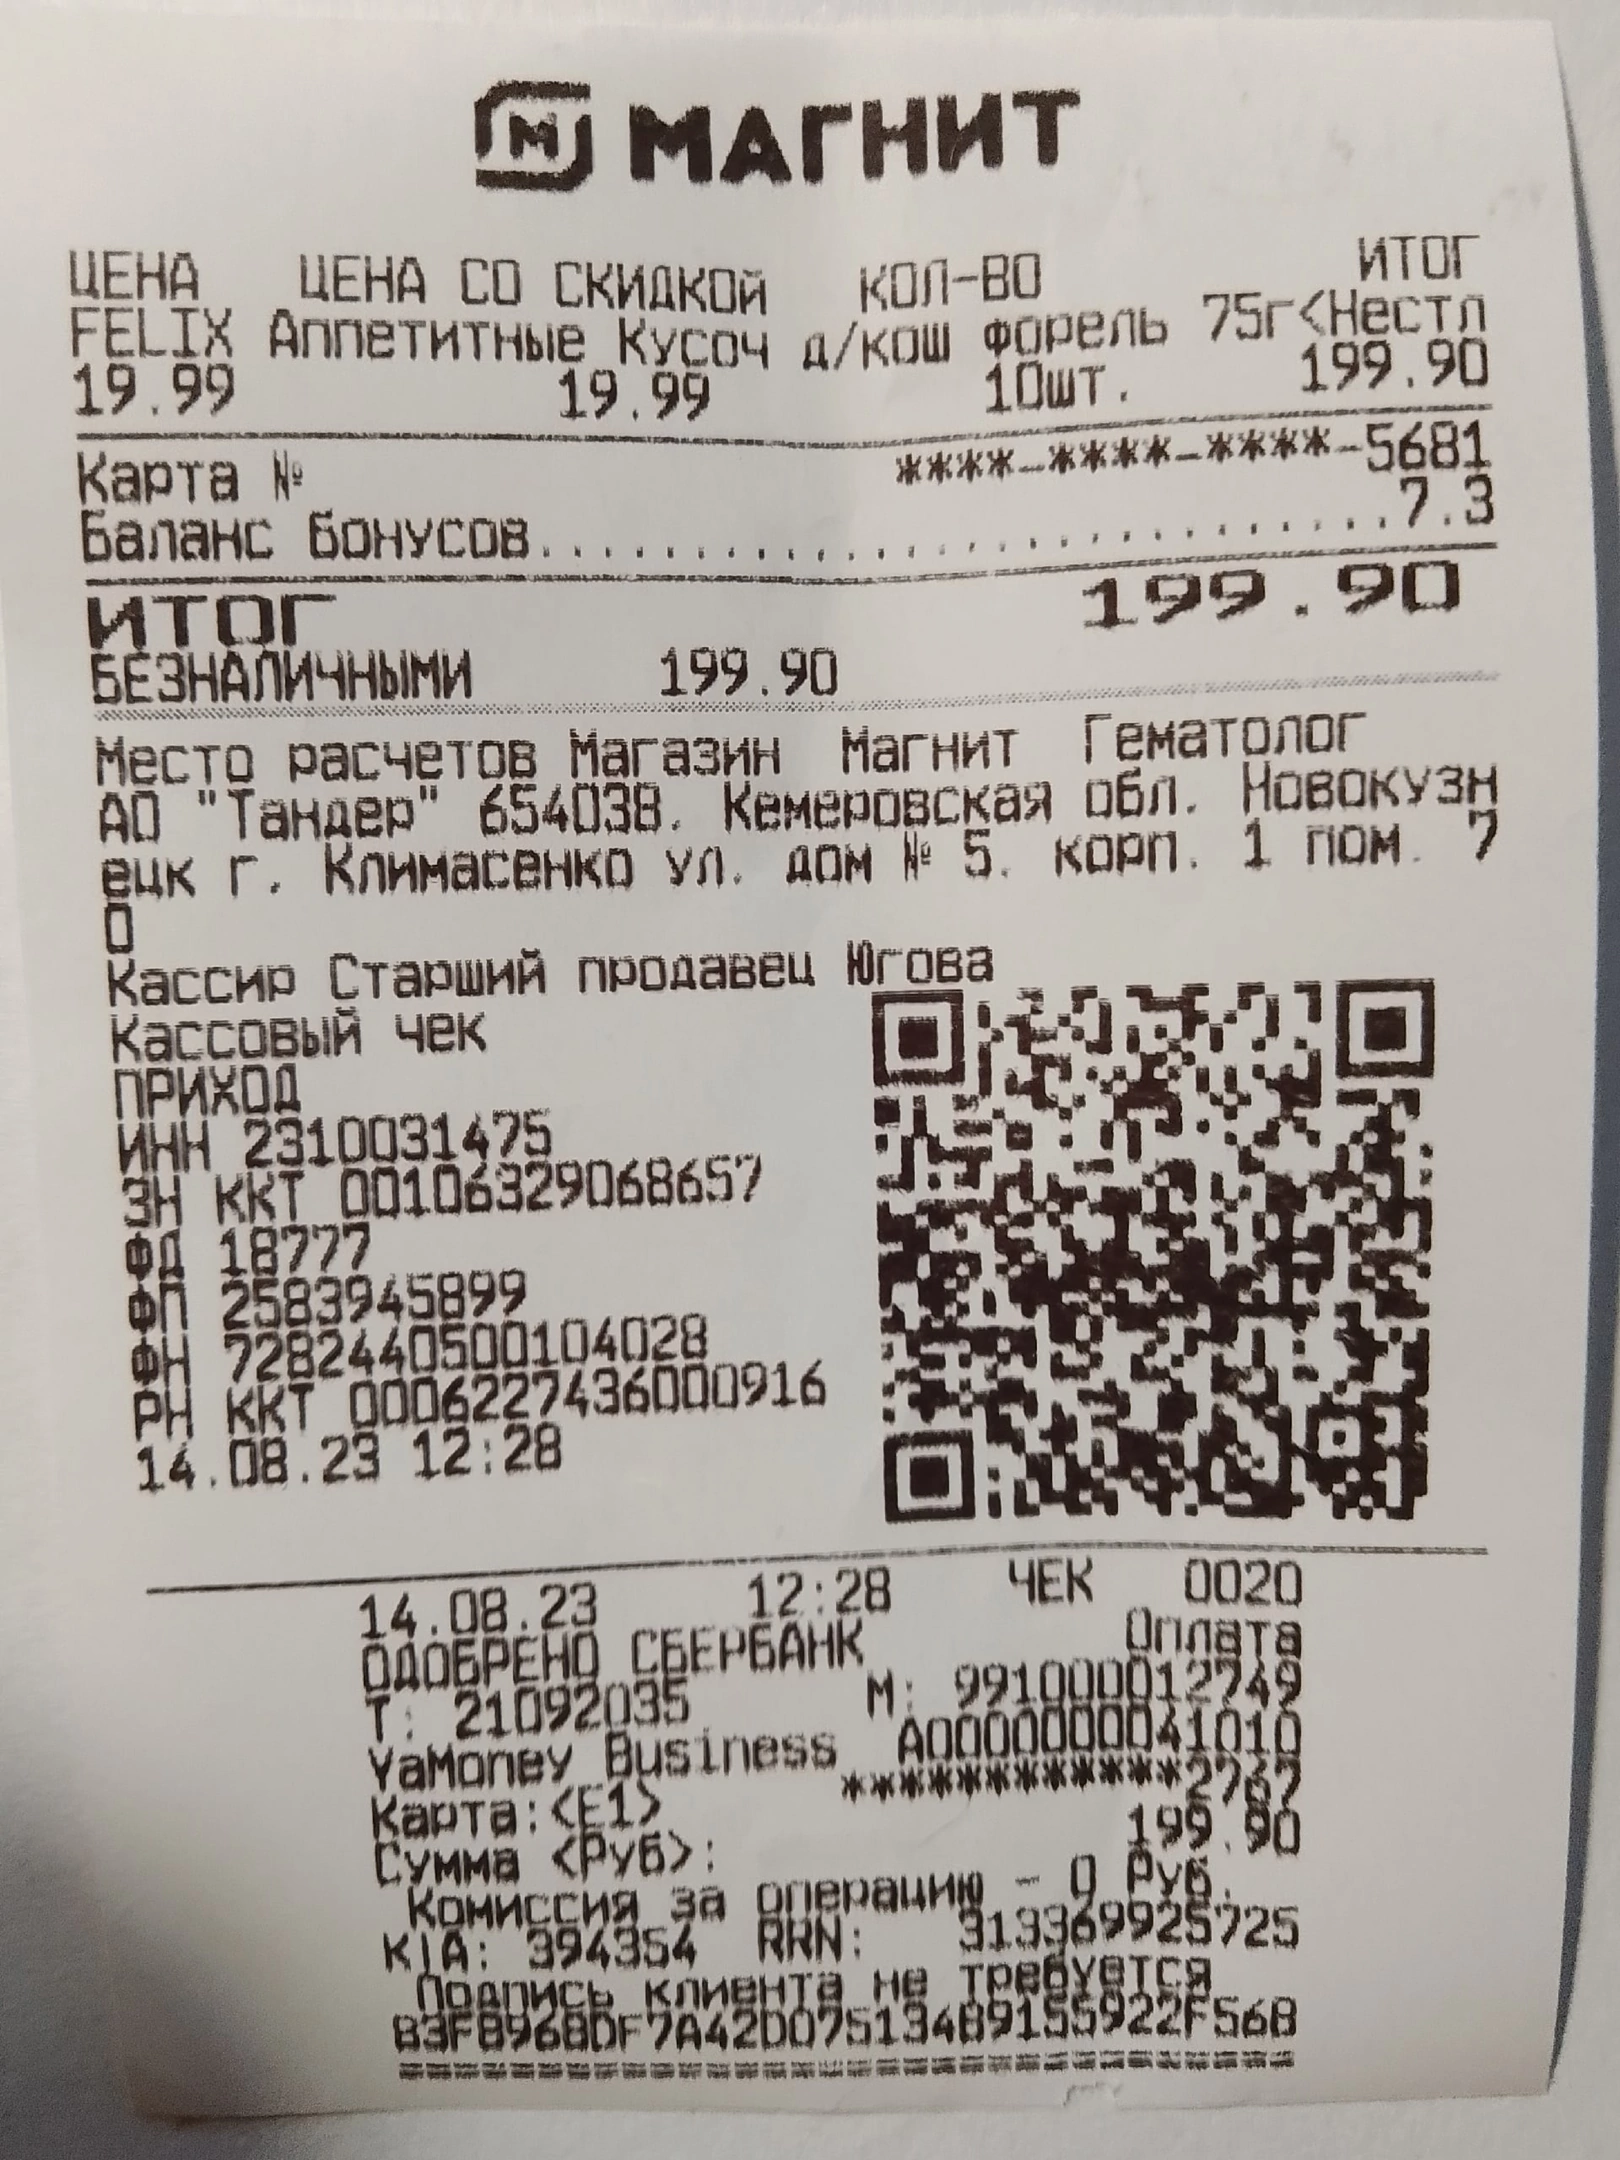 МАГНИТ
ЦЕНА ЦЕНА СО СКИДКОЙ КОЛ-ВО ИТОГ
FELIX Аппетитные Кусоч д/кош форель 75г<Нестл
19.99 19.99 10шт. 199.90
Карта № ****-****-****-5681
Баланс бонусов............................7.3
ИТОГ 199.90
БЕЗНАЛИЧНЫМИ 199.90
Место расчетов Магазин Магнит Гематолог
АО "Тандер" 654038. Кемеровская обл. Новокузн
ецк г. Климасенко ул. дом № 5. корп. 1 пом. 7
0
Кассир Старший продавец Югова
Кассовый чек
ПРИХОД
ИНН 2310031475
ЗН ККТ 00106329068657
ФД 18777
ФП 2583945899
ФН 7282440500104028
РН ККТ 0006227436000916
14.08.23 12:28
14.08.23 12:28 ЧЕК 0020
ОДОБРЕНО СБЕРБАНК Оплата
Т: 21092035 М: 991000012749
YaMoney Business A0000000041010
Карта:<E1> ************2767
Сумма <Руб>: 199.90
Комиссия за операцию - 0 Руб.
К/А: 394354 RRN: 313369925725
Подпись клиента не требуется
B3FB968DF7A42D07513489155922F56B
================================